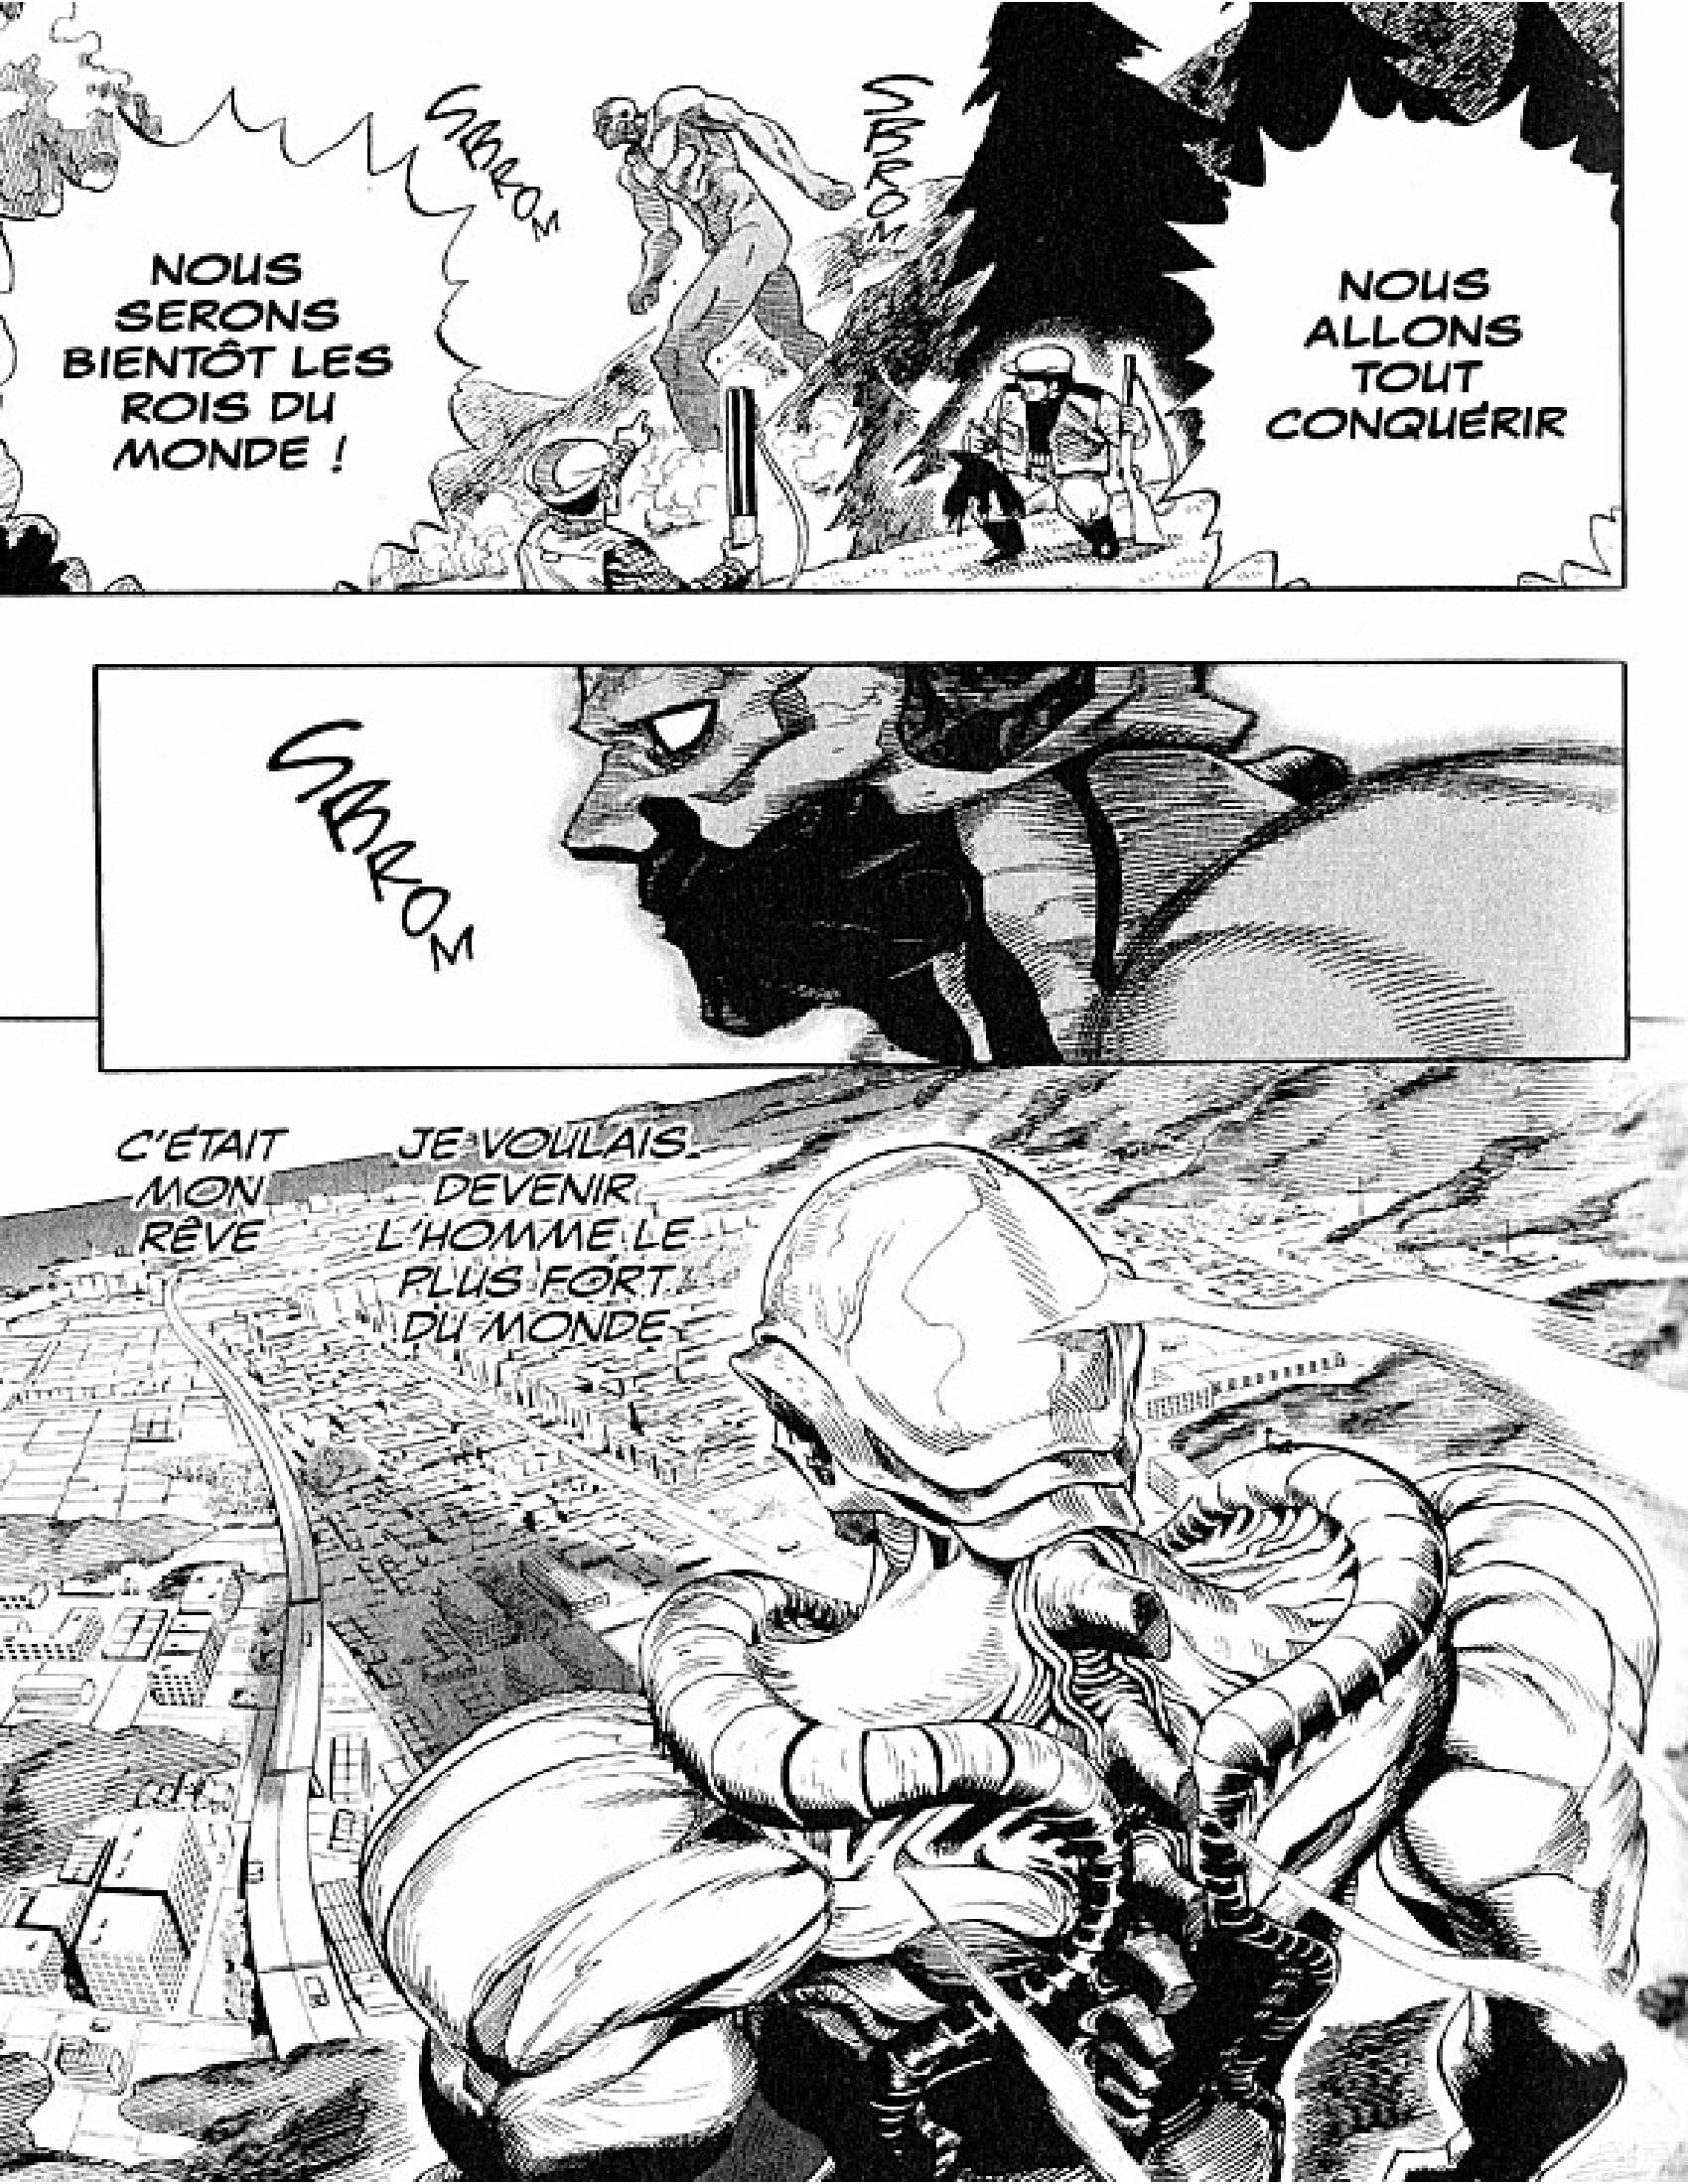 NOUS
ALLONS
TOUT
CONQUÉRIR
SBROM
SBROM
NOUS
SERONS
BIENTÔT LES
ROIS DU
MONDE !
SBROM
JE VOULAIS
DEVENIR
L'HOMME LE
PLUS FORT
DU MONDE
C'ÉTAIT
MON
RÊVE